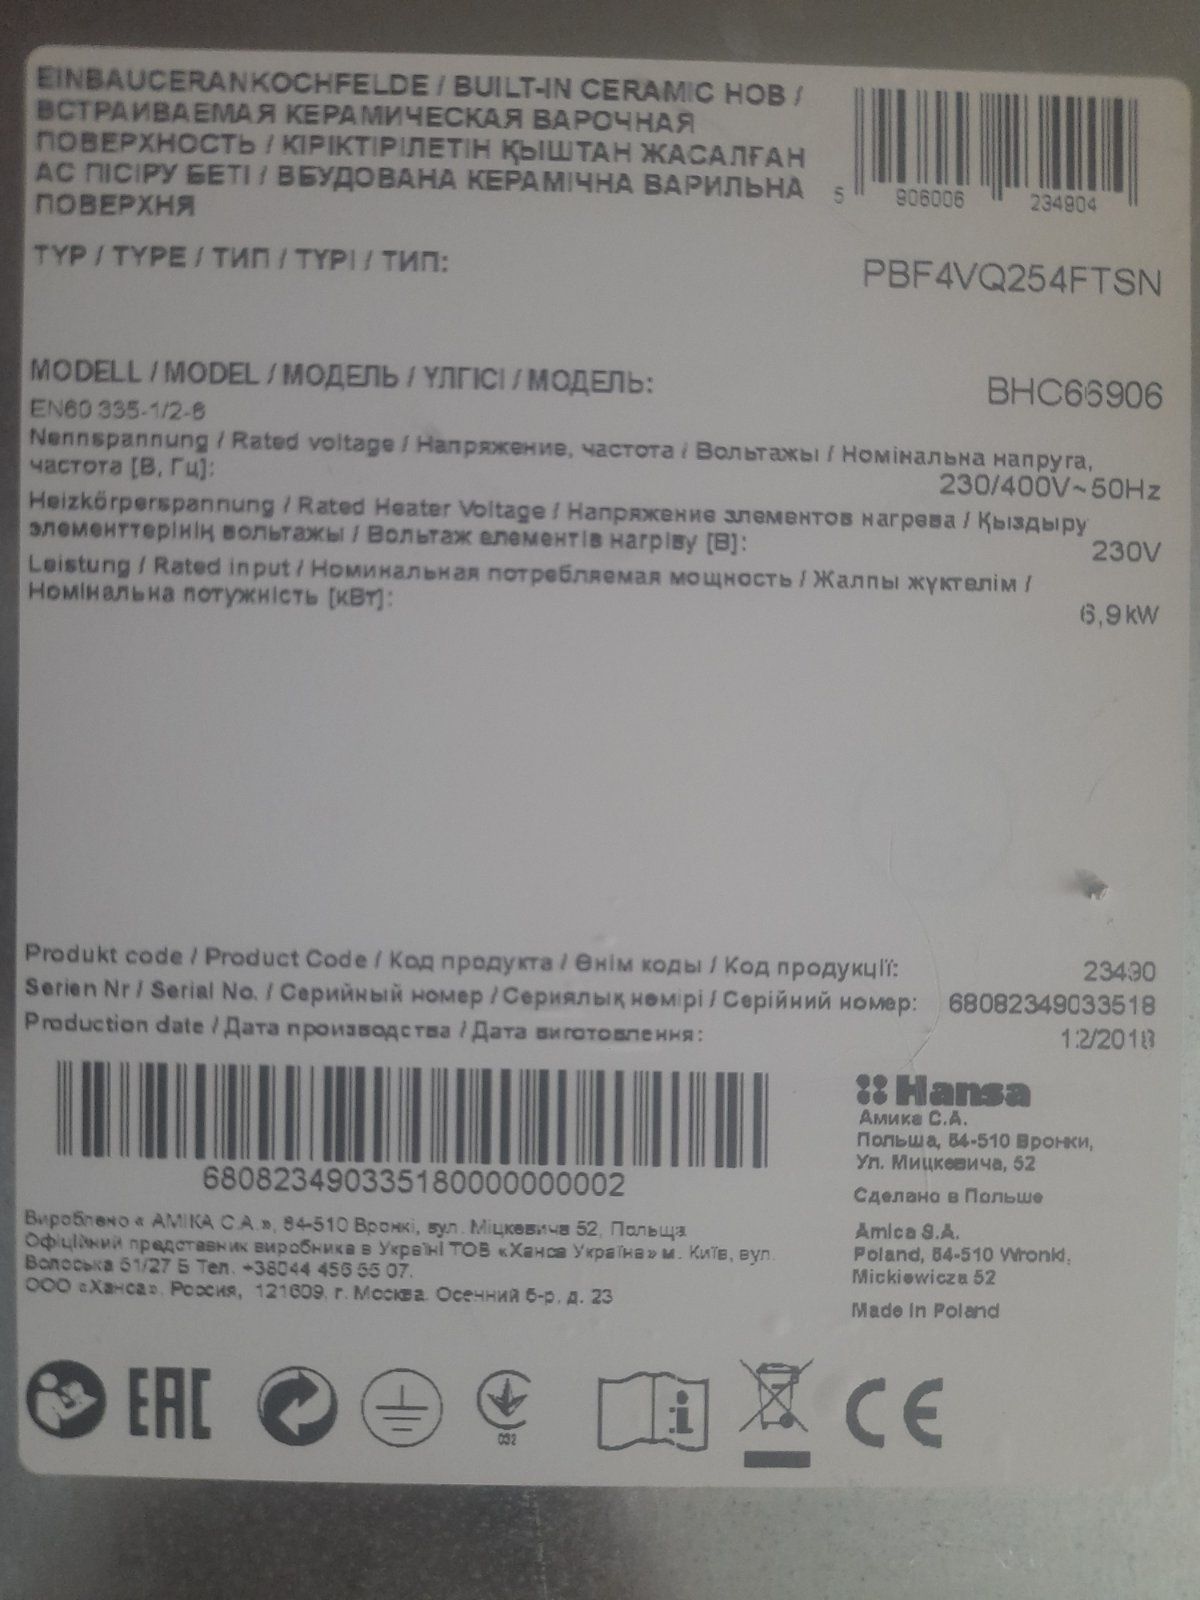 EINBAUCERANKOCHFELDE / BUILT-IN CERAMIC HOB /
ВСТРАИВАЕМАЯ КЕРАМИЧЕСКАЯ ВАРОЧНАЯ
ПОВЕРХНОСТЬ / КІРІКТІРІЛЕТІН ҚЫШТАН ЖАСАЛҒАН
АС ПІСІРУ БЕТІ / ВБУДОВАНА КЕРАМІЧНА ВАРИЛЬНА
ПОВЕРХНЯ
5 906006 234904
TYP / TYPE / ТИП / ТҮРІ / ТИП:
PBF4VQ254FTSN
MODELL / MODEL / МОДЕЛЬ / ҮЛГІСІ / МОДЕЛЬ:
BHC66906
EN60 335-1/2-6
Nennspannung / Rated voltage / Напряжение, частота / Вольтажы / Номінальна напруга,
частота [В, Гц]:
230/400V~50Hz
Heizkörperspannung / Rated Heater Voltage / Напряжение элементов нагрева / Қыздыру
элементтерінің вольтажы / Вольтаж елементів нагріву [В]:
230V
Leistung / Rated input / Номинальная потребляемая мощность / Жалпы жүктелім /
Номінальна потужність [кВт]:
6,9 kW
Produkt code / Product Code / Код продукта / Өнім коды / Код продукції:
23490
Serien Nr / Serial No. / Серийный номер / Сериялық нөмірі / Серійний номер:
68082349033518
Production date / Дата производства / Дата виготовлення:
12/2018
680823490335180000000002
Hansa
Амика С.А.
Польша, 64-510 Вронки,
Ул. Мицкевича, 52
Сделано в Польше
Amica S.A.
Poland, 64-510 Wronki,
Mickiewicza 52
Made in Poland
Вироблено « АМІКА С.А.», 64-510 Вронкі, вул. Міцкевича 52, Польща
Офіційний представник виробника в Україні ТОВ «Ханса Україна» м. Київ, вул.
Волоська 51/27 Б Тел. +38044 456 55 07.
ООО «Ханса», Россия, 121609, г. Москва. Осенний б-р, д. 23
EAC
032
i
CE